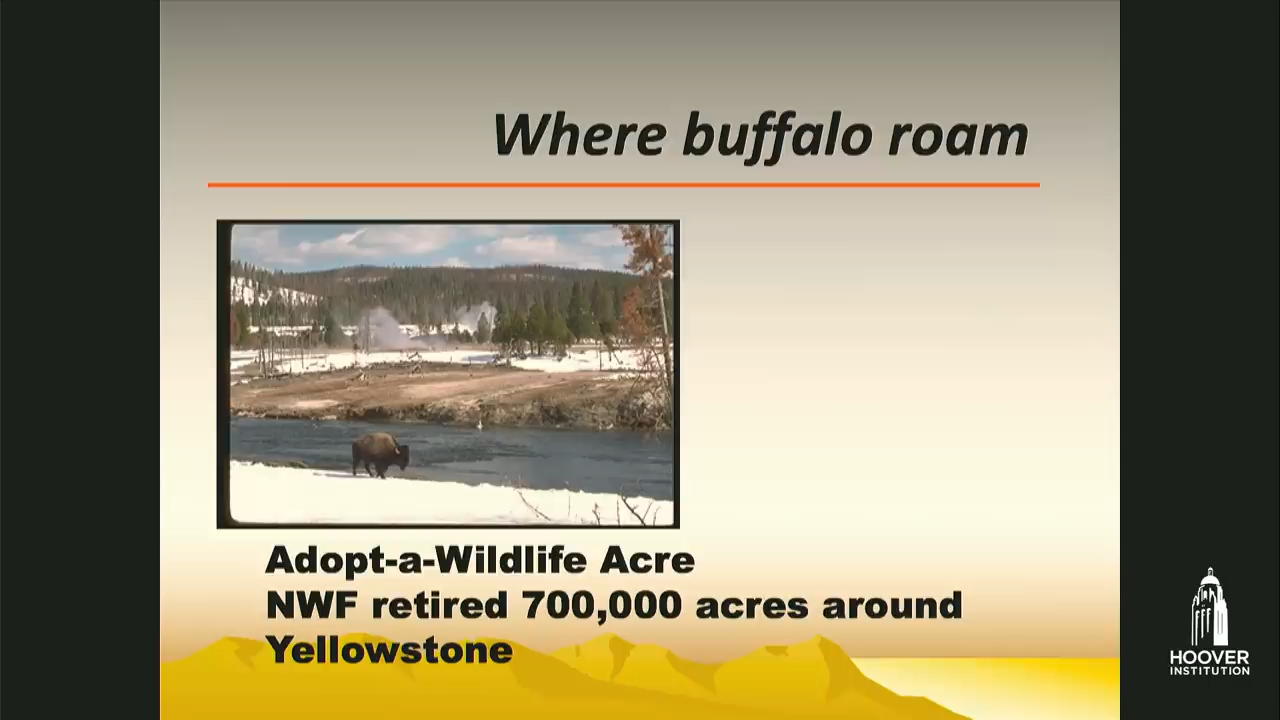 Where buffalo roam
Adopt-a-Wildlife Acre
NWF retired 700,000 acres around
Yellowstone
HOOVER
INSTITUTION